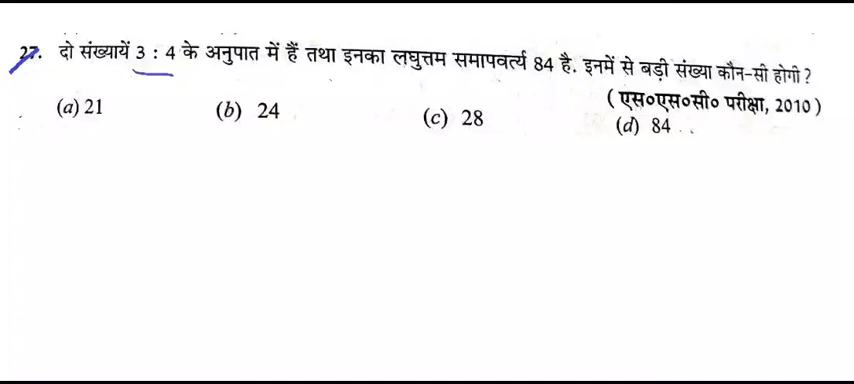 27. दो संख्यायें 3 : 4 के अनुपात में हैं तथा इनका लघुत्तम समापवर्त्य 84 है. इनमें से बड़ी संख्या कौन-सी होगी ?
( एस०एस०सी० परीक्षा, 2010 )
(a) 21 (b) 24 (c) 28 (d) 84